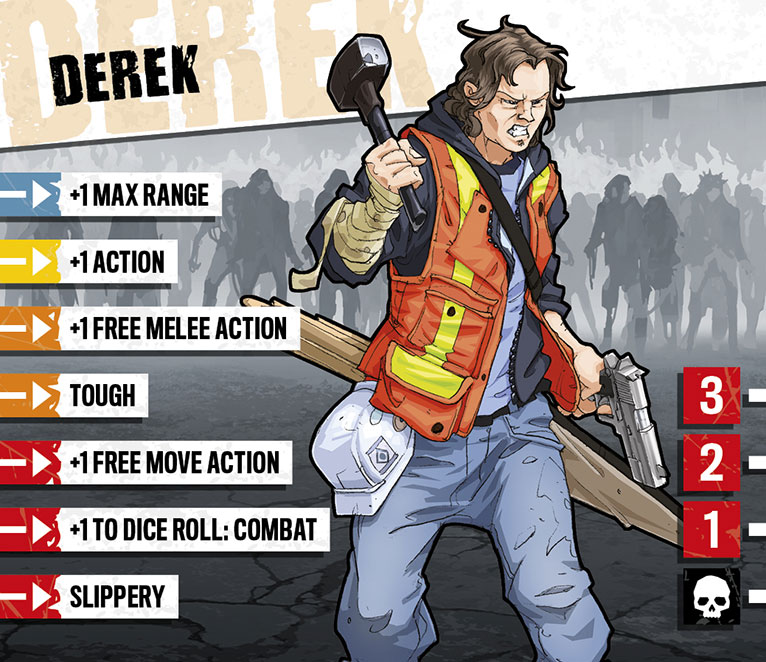 DEREK
DEREK
+1 MAX RANGE
+1 ACTION
+1 FREE MELEE ACTION
TOUGH
+1 FREE MOVE ACTION
+1 TO DICE ROLL: COMBAT
SLIPPERY
3
2
1